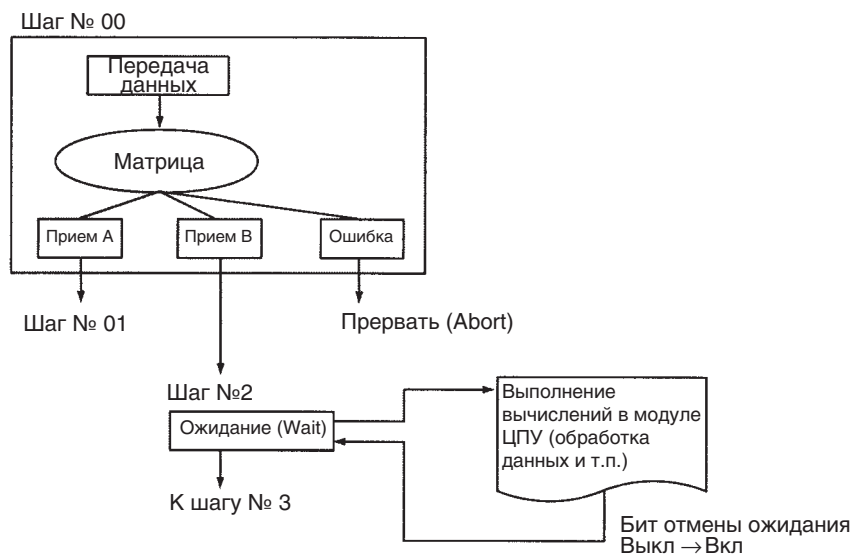 Шаг № 00
Передача
данных
Матрица
Прием А
Прием В
Ошибка
Шаг № 01
Прервать (Abort)
Шаг №2
Ожидание (Wait)
Выполнение
вычислений в модуле
ЦПУ (обработка
данных и т.п.)
К шагу № 3
Бит отмены ожидания
Выкл → Вкл